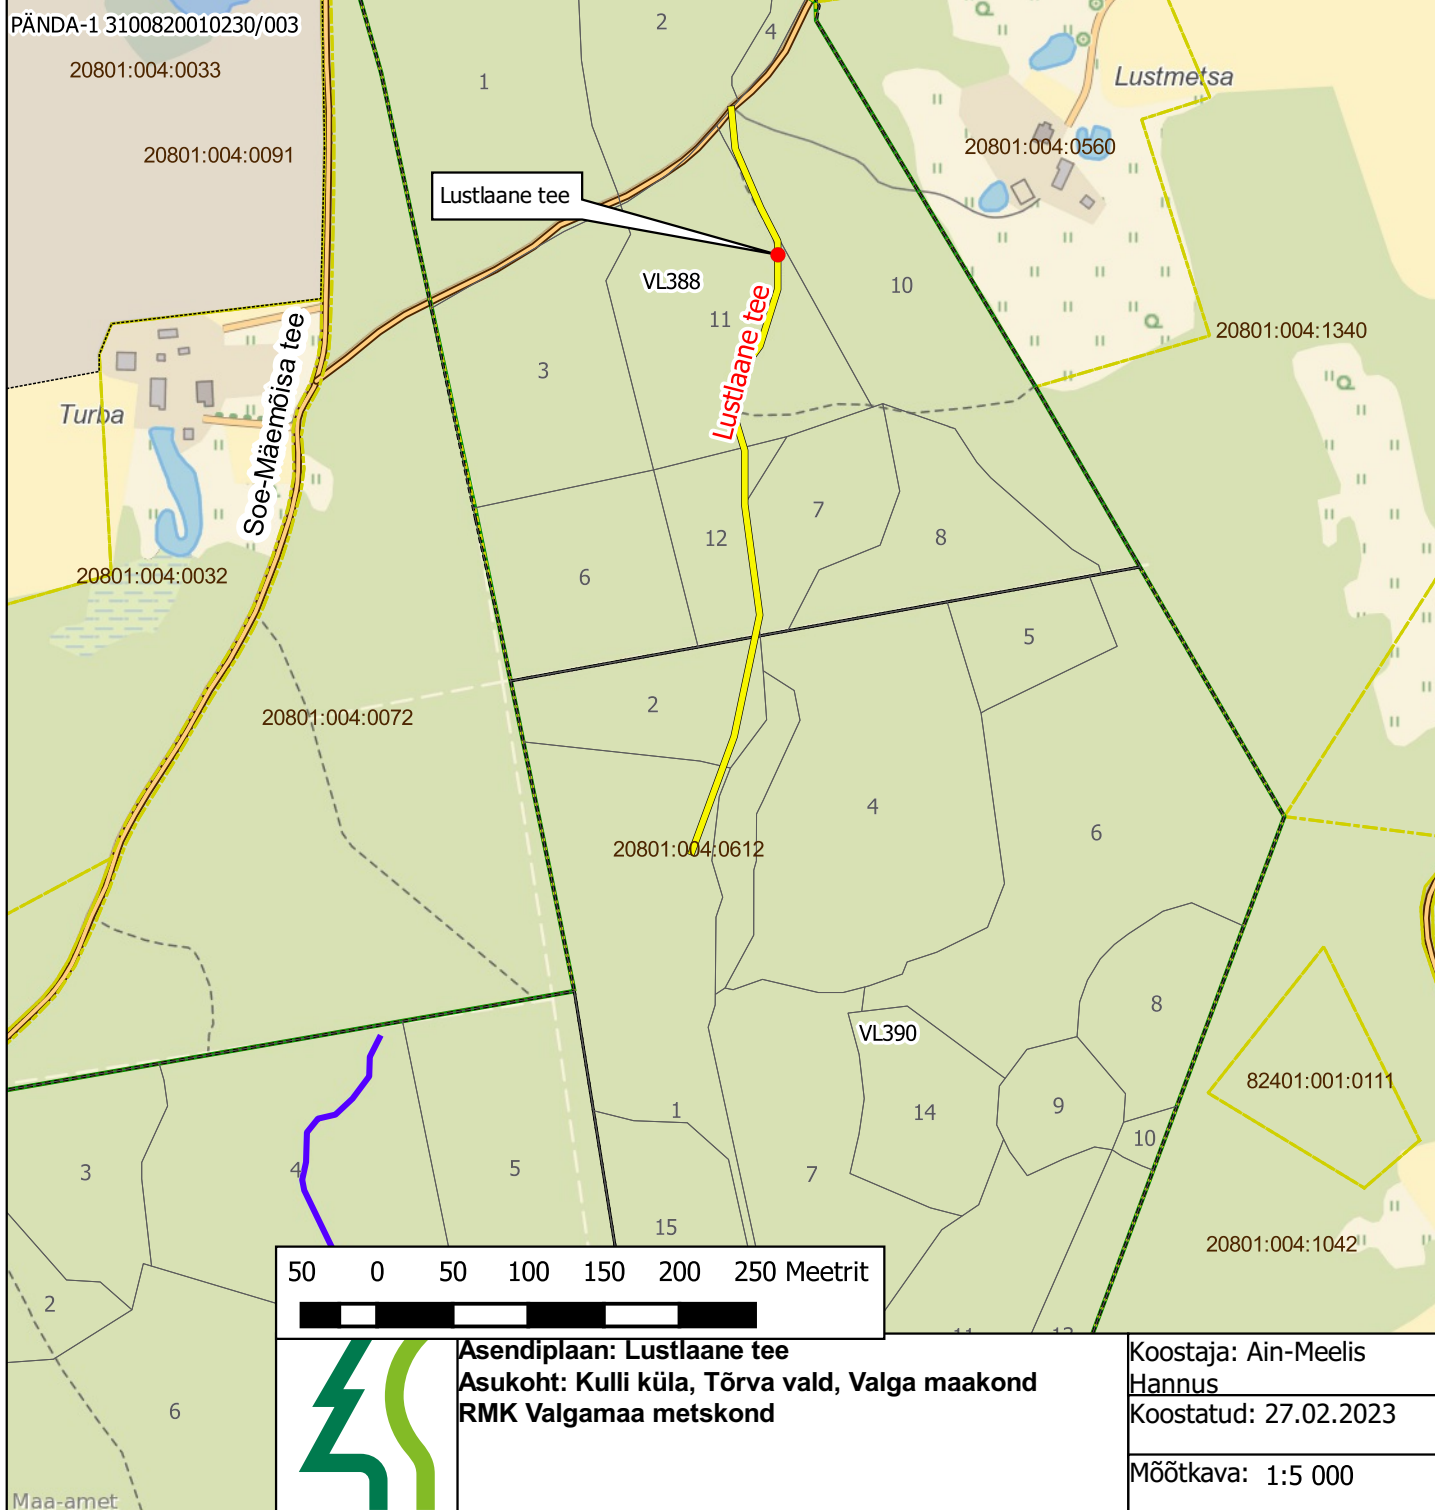 PÄNDA-1 3100820010230/003
2
4
20801:004:0033
1
Lustmetsa
20801:004:0091
20801:004:0560
Lustlaane tee
VL388
10
11
Lustlaane tee
20801:004:1340
Soe-Mäemõisa tee
3
Turba
7
12
8
6
20801:004:0032
5
2
20801:004:0072
4
6
20801:004:0612
8
VL390
82401:001:0111
1
14
9
10
3
4
5
7
15
20801:004:1042
50 0 50 100 150 200 250 Meetrit
2
11
6
Asendiplaan: Lustlaane tee
Asukoht: Kulli küla, Tõrva vald, Valga maakond
RMK Valgamaa metskond
Koostaja: Ain-Meelis
Hannus
Koostatud: 27.02.2023
Mõõtkava: 1:5 000
Maa-amet